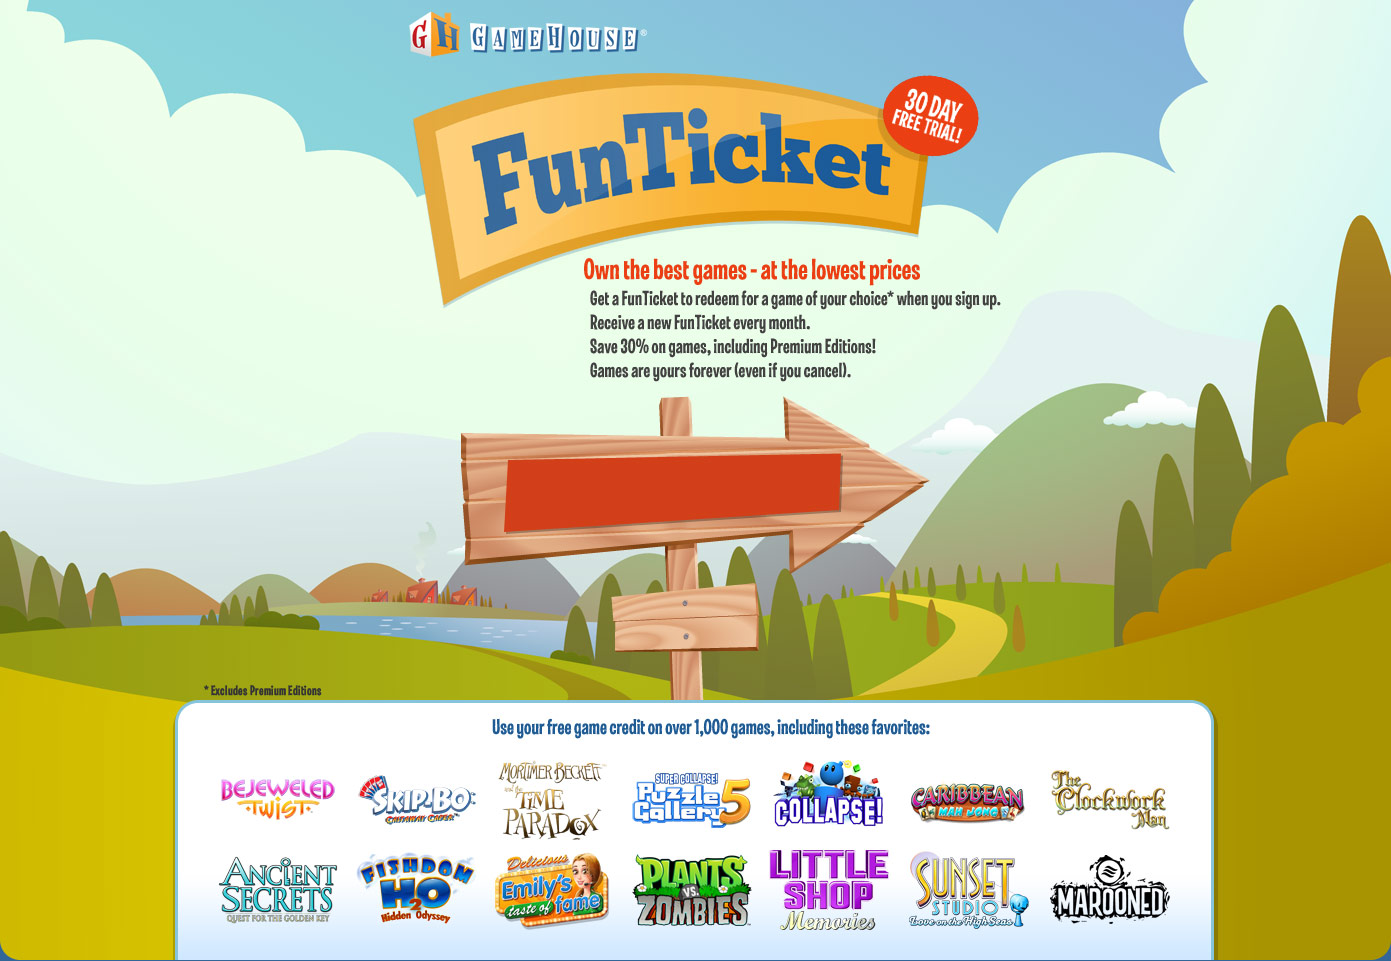 GH GAMEHOUSE®
FunTicket
30 DAY
FREE TRIAL!
Own the best games - at the lowest prices
Get a FunTicket to redeem for a game of your choice* when you sign up.
Receive a new FunTicket every month.
Save 30% on games, including Premium Editions!
Games are yours forever (even if you cancel).
* Excludes Premium Editions
Use your free game credit on over 1,000 games, including these favorites:
BEJEWELED
TWIST
SKIP·BO
CASTAWAY CAPER
MORTIMER BECKETT
and the
TIME
PARADOX
SUPER COLLAPSE!
Puzzle
Gallery 5
COLLAPSE!
CARIBBEAN
MAH JONG
The
Clockwork
Man
ANCIENT
SECRETS
QUEST FOR THE GOLDEN KEY
FISHDOM
H2O
Hidden Odyssey
Delicious
Emily's
taste of fame
PLANTS
VS.
ZOMBIES
LITTLE
SHOP
Memories
SUNSET
STUDIO
Love on the High Seas
MAROONED